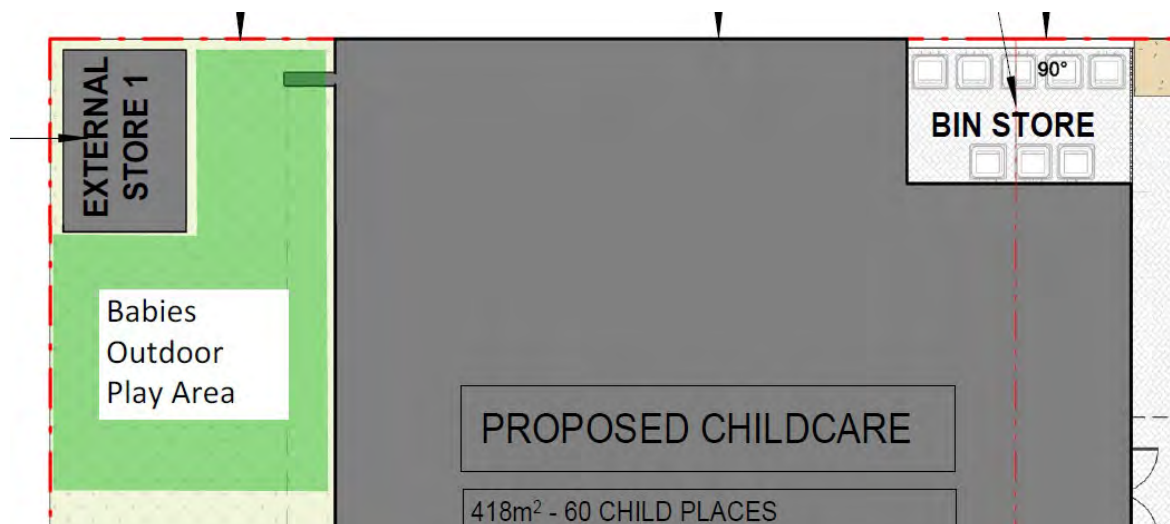 EXTERNAL
STORE 1
90°
BIN STORE
Babies
Outdoor
Play Area
PROPOSED CHILDCARE
418m² - 60 CHILD PLACES